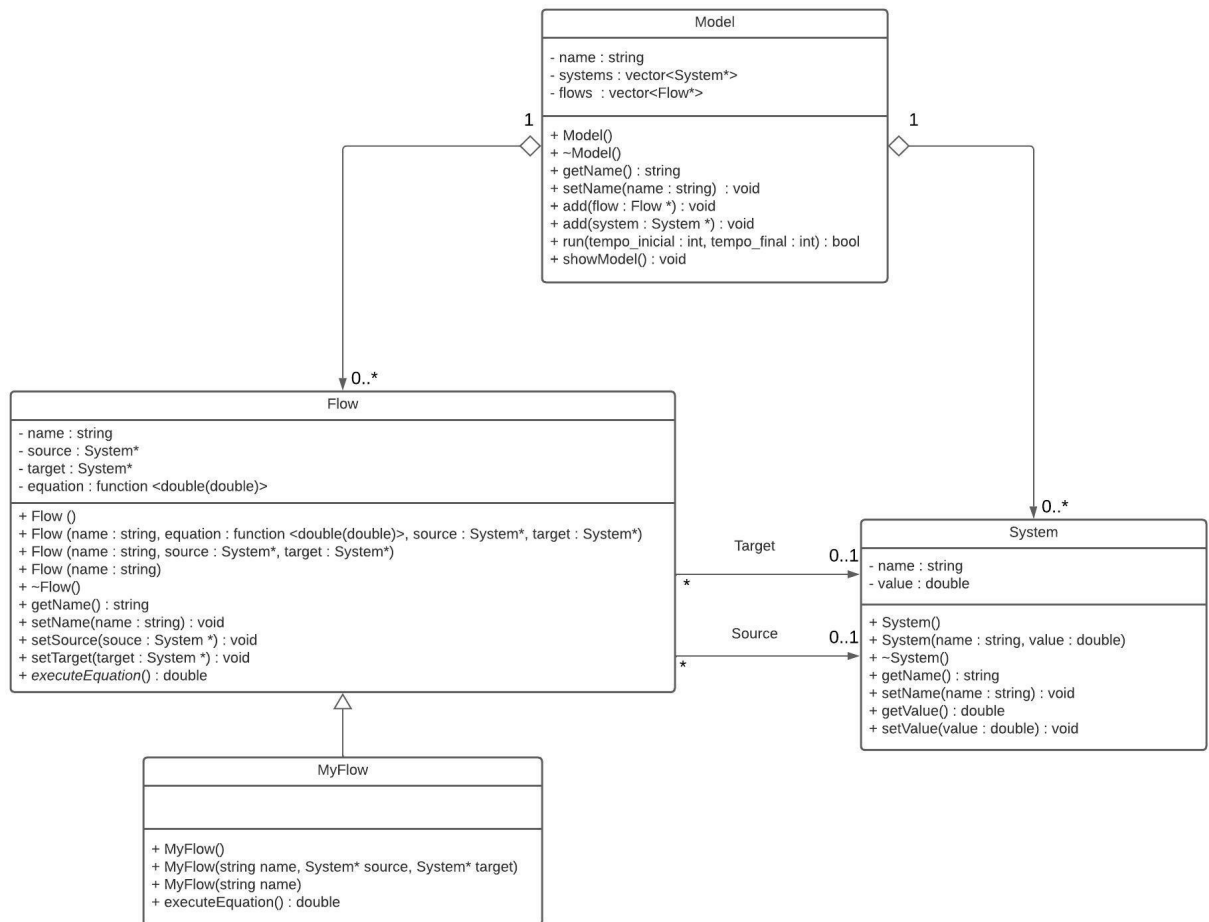 Model
- name : string
- systems : vector<System*>
- flows  : vector<Flow*>
+ Model()
+ ~Model()
+ getName() : string
+ setName(name : string)  : void
+ add(flow : Flow *) : void
+ add(system : System *) : void
+ run(tempo_inicial : int, tempo_final : int) : bool
+ showModel() : void
1
1
0..*
0..*
Flow
- name : string
- source : System*
- target : System*
- equation : function <double(double)>
+ Flow ()
+ Flow (name : string, equation : function <double(double)>, source : System*, target : System*)
+ Flow (name : string, source : System*, target : System*)
+ Flow (name : string)
+ ~Flow()
+ getName() : string
+ setName(name : string) : void
+ setSource(souce : System *) : void
+ setTarget(target : System *) : void
+ executeEquation() : double
Target
0..1
*
Source
0..1
*
System
- name : string
- value : double
+ System()
+ System(name : string, value : double)
+ ~System()
+ getName() : string
+ setName(name : string) : void
+ getValue() : double
+ setValue(value : double) : void
MyFlow
+ MyFlow()
+ MyFlow(string name, System* source, System* target)
+ MyFlow(string name)
+ executeEquation() : double